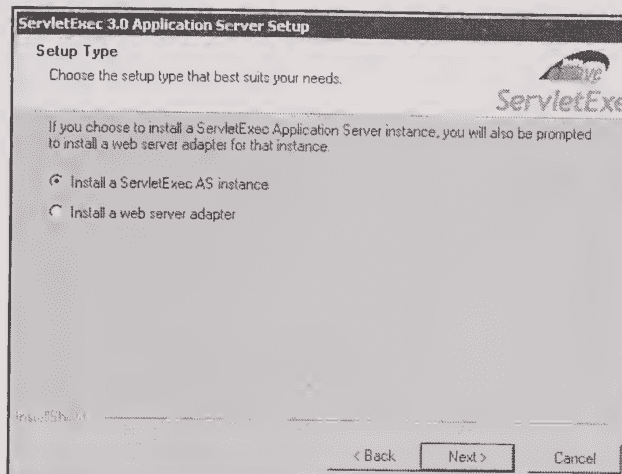 ServletExec 3.0 Application Server Setup
Setup Type
Choose the setup type that best suits your needs.
ServletExe
If you choose to install a ServletExec Application Server instance, you will also be prompted
to install a web server adapter for that instance.
Install a ServletExec AS instance
Install a web server adapter
InstallShield
< Back
Next >
Cancel